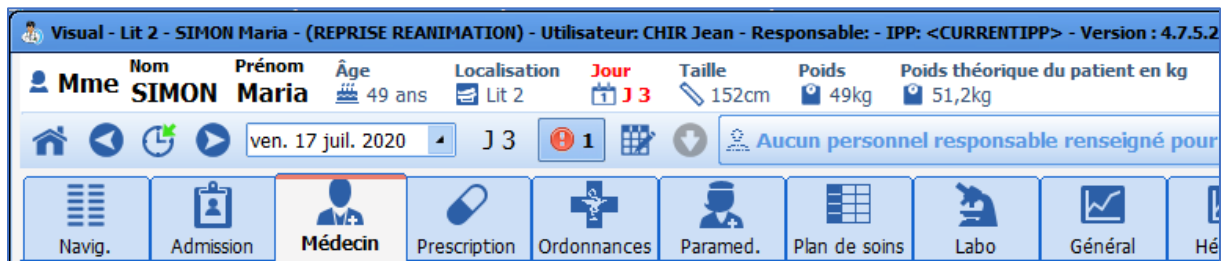 Visual - Lit 2 - SIMON Maria - (REPRISE REANIMATION) - Utilisateur: CHIR Jean - Responsable: - IPP: <CURRENTIPP> - Version : 4.7.5.2
Nom Prénom Âge Localisation Jour Taille Poids Poids théorique du patient en kg
Mme SIMON Maria 49 ans Lit 2 1 J 3 152cm 49kg 51,2kg
ven. 17 juil. 2020 J 3 1 Aucun personnel responsable renseigné pour
Navig. Admission Médecin Prescription Ordonnances Paramed. Plan de soins Labo Général Hé